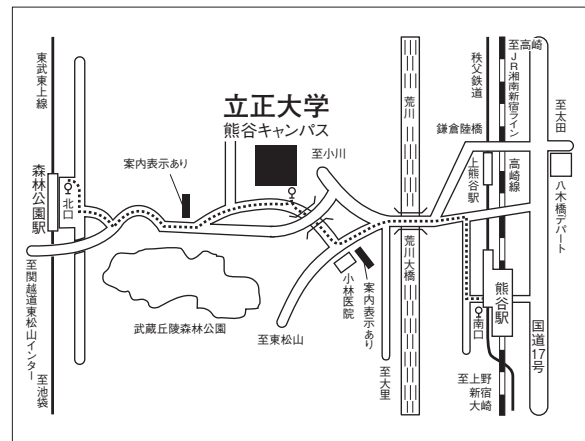 東武東上線
森林公園駅
北口
至関越道東松山インター
至池袋
案内表示あり
立正大学
熊谷キャンパス
至小川
武蔵丘陵森林公園
至東松山
小林医院
案内表示あり
至大里
荒川
荒川大橋
鎌倉陸橋
秩父鉄道
上熊谷駅
至高崎
JR湘南新宿ライン
高崎線
至太田
八木橋デパート
熊谷駅
南口
国道17号
至上野
新宿
大崎